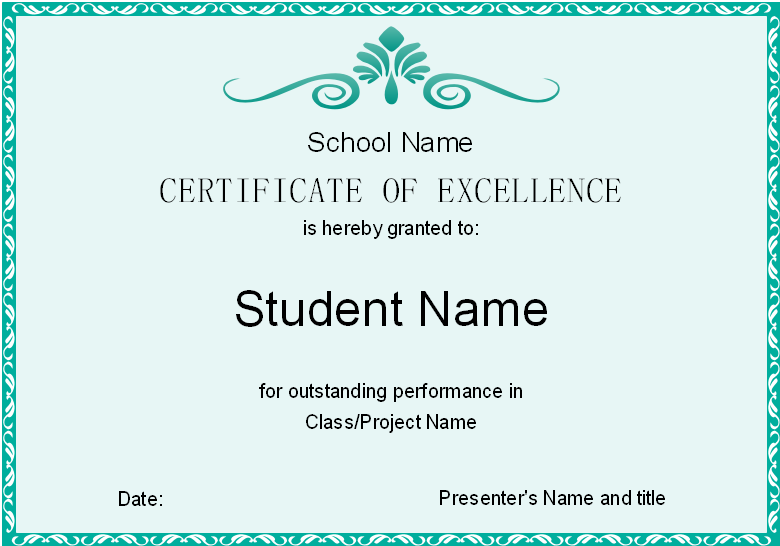 School Name
CERTIFICATE OF EXCELLENCE
is hereby granted to:
Student Name
for outstanding performance in
Class/Project Name
Date:
Presenter's Name and title